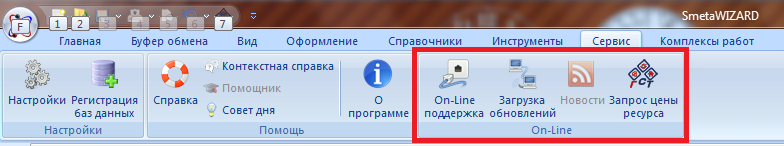 SmetaWIZARD
F 1 2 3 4 5 6 7
Главная Буфер обмена Вид Оформление Справочники Инструменты Сервис Комплексы работ
Настройки
Регистрация
баз данных
Настройки
Справка
Контекстная справка
Помощник
Совет дня
О
программе
Помощь
On-Line
поддержка
Загрузка
обновлений
Новости
Запрос цены
ресурса
ГСТ
On-Line